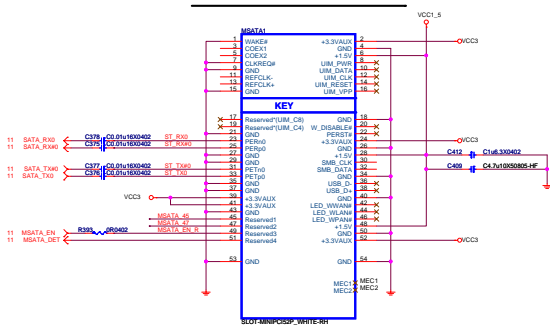 VCC1_5
MSATA1
1 WAKE# +3.3VAUX 2 VCC3
3 COEX1 GND 4
5 COEX2 +1.5V 6
7 CLKREQ# UIM_PWR 8
9 GND UIM_DATA 10
11 REFCLK- UIM_CLK 12
13 REFCLK+ UIM_RESET 14
15 GND UIM_VPP 16
KEY
17 Reserved*(UIM_C8) GND 18
19 Reserved*(UIM_C4) W_DISABLE# 20
21 GND PERST# 22
11 SATA_RX0 C378 C0.01u16X0402 ST_RX0 23 PERn0 +3.3VAUX 24 VCC3
11 SATA_RX#0 C375 C0.01u16X0402 ST_RX#0 25 PERp0 GND 26
27 GND +1.5V 28 C412 C1u6.3X0402
29 GND SMB_CLK 30
11 SATA_TX#0 C377 C0.01u16X0402 ST_TX#0 31 PETn0 SMB_DATA 32 C409 C4.7u10X50805-HF
11 SATA_TX0 C376 C0.01u16X0402 ST_TX0 33 PETp0 GND 34
35 GND USB_D- 36
37 GND USB_D+ 38
VCC3 39 +3.3VAUX GND 40
41 +3.3VAUX LED_WWAN# 42
43 GND LED_WLAN# 44
MSATA_45 45 Reserved1 LED_WPAN# 46
MSATA_47 47 Reserved2 +1.5V 48
11 MSATA_EN R393 0R0402 MSATA_EN_R 49 Reserved3 GND 50
11 MSATA_DET 51 Reserved4 +3.3VAUX 52 VCC3
53 GND GND 54
MEC1 MEC1
MEC2 MEC2
SLOT-MINIPCI52P_WHITE-RH